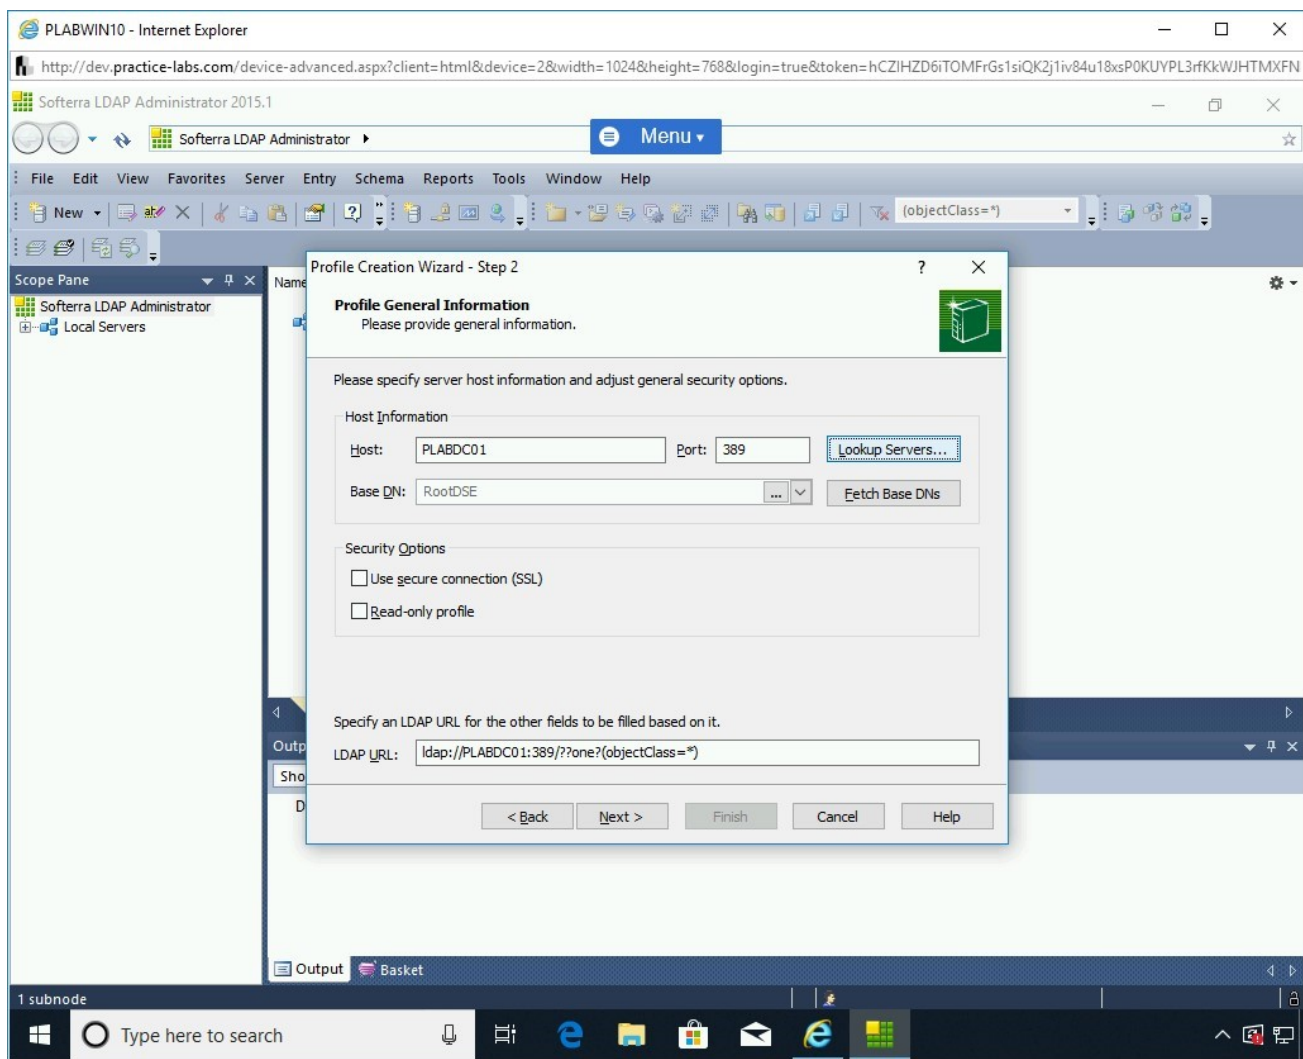 PLABWIN10 - Internet Explorer
http://dev.practice-labs.com/device-advanced.aspx?client=html&device=2&width=1024&height=768&login=true&token=hCZIHZD6iTOMFrGs1siQK2j1iv84u18xsP0KUYPL3rfKkWJHTMXFN
Softerra LDAP Administrator 2015.1
Softerra LDAP Administrator
Menu
File Edit View Favorites Server Entry Schema Reports Tools Window Help
New (objectClass=*)
Scope Pane
Name
Softerra LDAP Administrator
Local Servers
Profile Creation Wizard - Step 2
Profile General Information
Please provide general information.
Please specify server host information and adjust general security options.
Host Information
Host: PLABDC01 Port: 389 Lookup Servers...
Base DN: RootDSE ... Fetch Base DNs
Security Options
Use secure connection (SSL)
Read-only profile
Specify an LDAP URL for the other fields to be filled based on it.
LDAP URL: ldap://PLABDC01:389/??one?(objectClass=*)
< Back Next > Finish Cancel Help
Outp
Sho
D
Output Basket
1 subnode
Type here to search